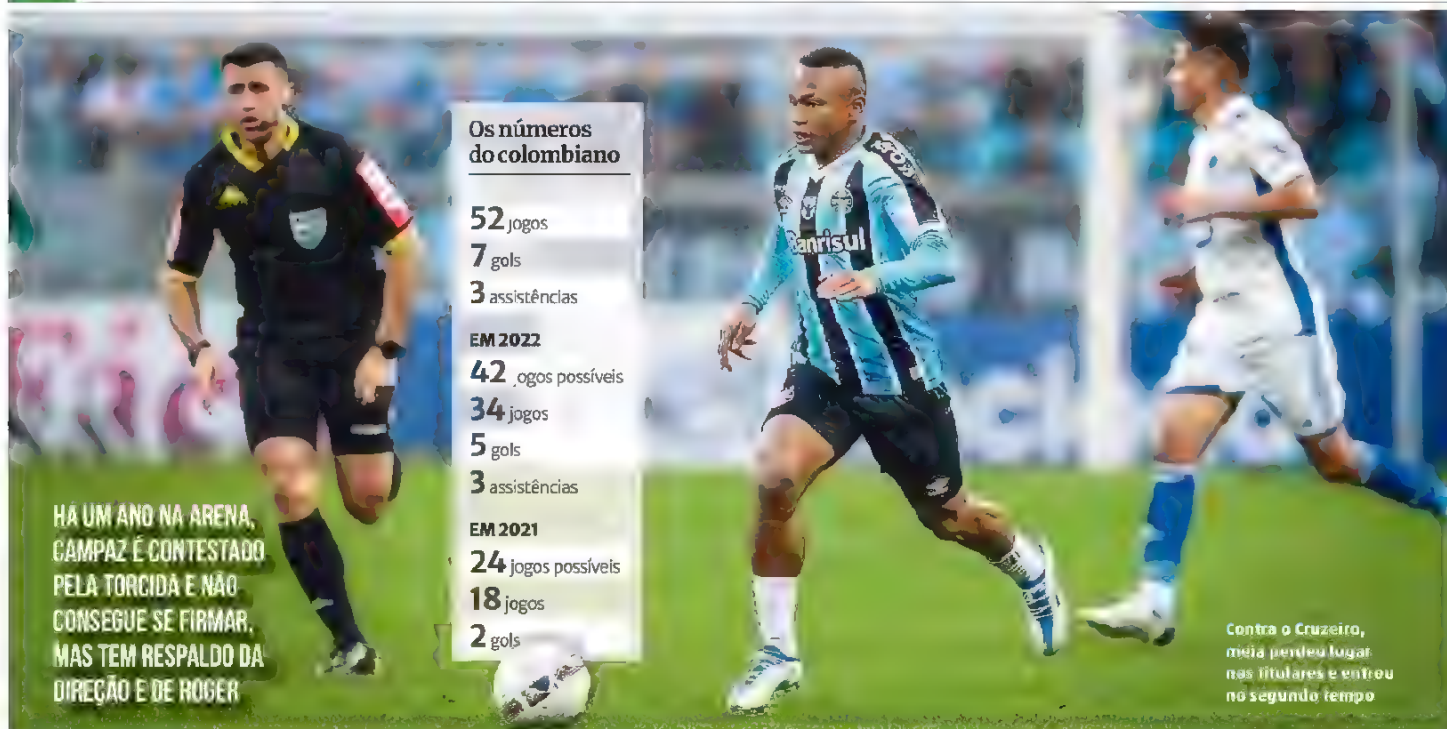 Os números
do colombiano
52 jogos
7 gols
3 assistências
EM 2022
42 jogos possíveis
34 jogos
5 gols
3 assistências
EM 2021
24 jogos possíveis
18 jogos
2 gols
HÁ UM ANO NA ARENA,
CAMPAZ É CONTESTADO
PELA TORCIDA E NÃO
CONSEGUE SE FIRMAR,
MAS TEM RESPALDO DA
DIREÇÃO E DE ROGER
Banrisul
Contra o Cruzeiro,
meia perdeu lugar
nos titulares e entrou
no segundo tempo